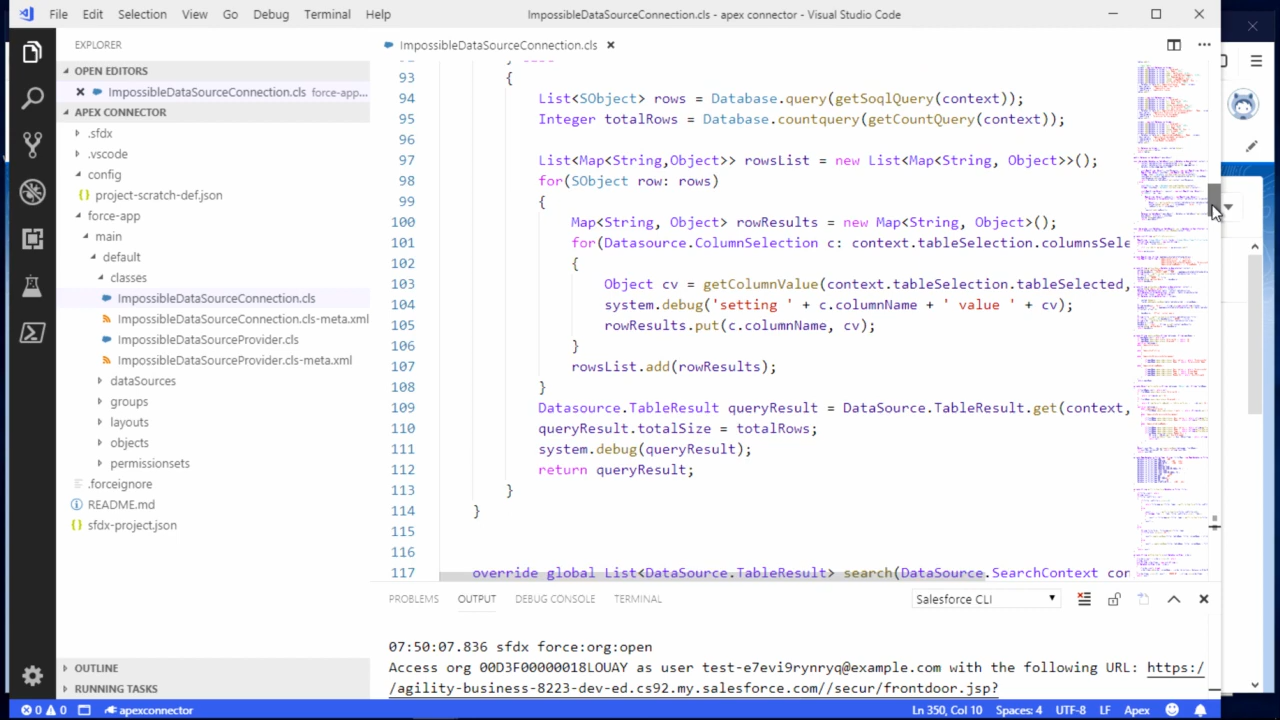 File Edit Selection View Go Debug Terminal Help ImpossibleDataSourceConnection.cls - apex connector - Visual Studio Code
EXPLORER
OPEN EDITORS
ImpossibleDataSourceConnection.cls force-app...
APEX CONNECTOR
.sfdx
.vscode
config
project-scratch-def.json
force-app
main
default
classes
ImpossibleDataSourceConnection.cls
ImpossibleDataSourceConnection.cls-meta.xml
ImpossibleDataSourceProvider.cls
ImpossibleDataSourceProvider.cls-meta.xml
dataSources
groups
layouts
objects
permissionsets
.forceignore
README.md
sfdx-project.json
OUTLINE
RUNNING TASKS
ImpossibleDataSourceConnection.cls
93 {
94 List<SObject> rows = Database.query(getSoqlQuery(context));
95 Integer totalRows = Database.countquery(getCountQuery(context));
96
97 List<Map<String,Object>> rowsList = new List<Map<String, Object>>();
98 for(SObject row: rows)
99 {
100 Map<String, Object> rowResults = new Map<String,Object>();
101 for(Datasource.ColumnSelection c: context.tableSelection.columnsSele
102 {
103 Object cv = getColumnValue(context.tableSelection.tableSelected,
104 system.debug('string ' + c.columnName + ' value ' + cv);
105 rowResults.put(c.columnName, cv);
106 }
107 rowsList.add(rowResults);
108 }
109 Datasource.TableResult queryResult = Datasource.TableResult.get(context,
110 queryResult.totalSize = totalRows;
111 system.debug(queryResult);
112 return queryResult;
113 }
114 }
115
116
117 override global list<DataSource.TableResult> search(DataSource.SearchContext con
PROBLEMS OUTPUT DEBUG CONSOLE TERMINAL Salesforce CLI
07:50:07.836 sfdx force:org:open
Access org 00D3F00000018LOUAY as user test-e7evi9rynryq@example.com with the following URL: https:/
/agility-business-8223-dev-ed.cs92.my.salesforce.com//secur/frontdoor.jsp?
0 0 apexconnector Ln 350, Col 10 Spaces: 4 UTF-8 LF Apex